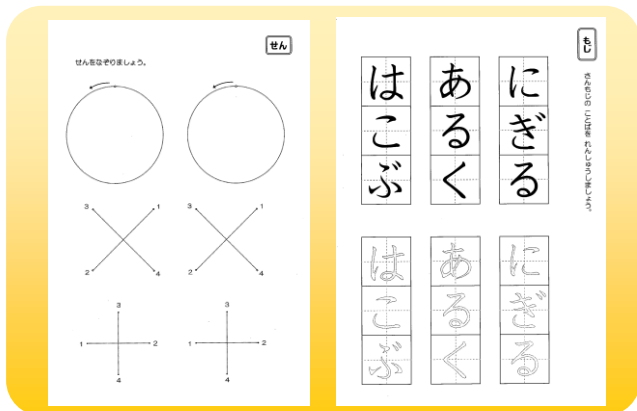 せん
せんをなぞりましょう。
3 1
2 4
3 1
2 4
3
1 2
4
3
1 2
4
もじ
さんもじの ことばを れんしゅうしましょう。
にぎる
あるく
はこぶ
にぎる
あるく
はこぶ